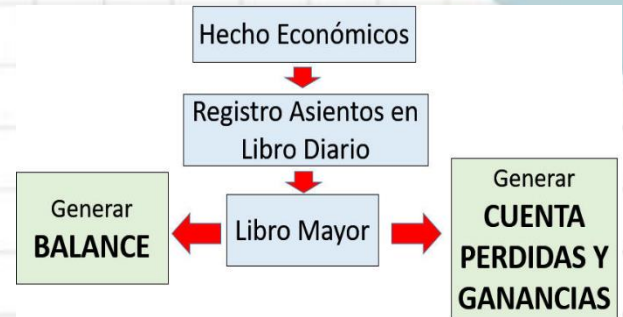 Hecho Económicos
Registro Asientos en
Libro Diario
Generar
BALANCE
Libro Mayor
Generar
CUENTA
PERDIDAS Y
GANANCIAS